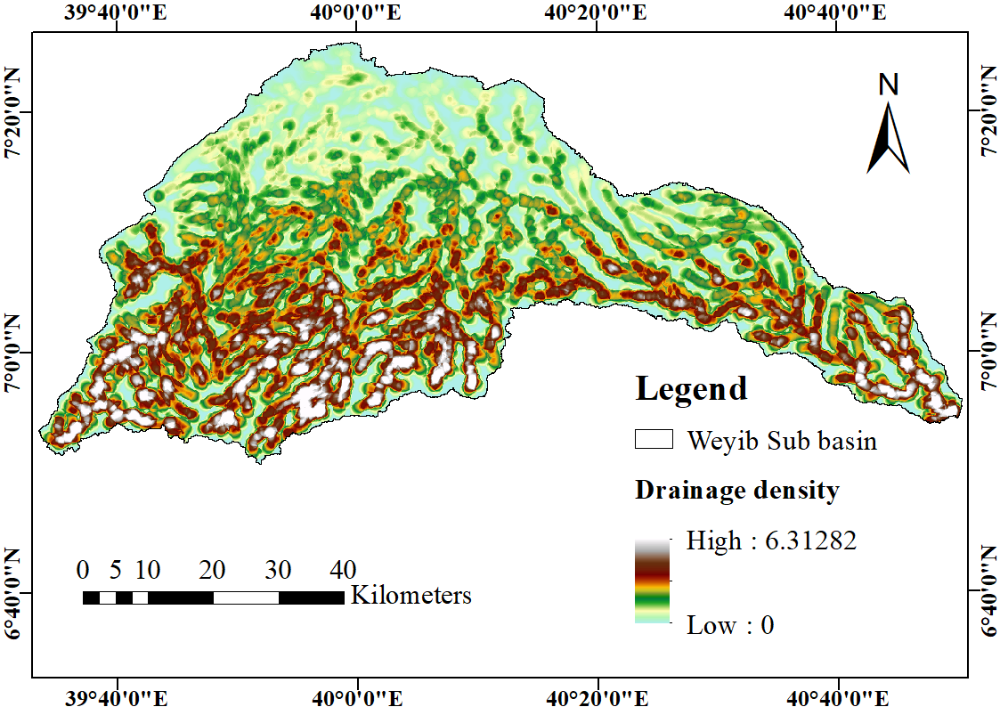 39°40'0"E 40°0'0"E 40°20'0"E 40°40'0"E
N
7°20'0"N 7°20'0"N
7°0'0"N 7°0'0"N
Legend
Weyib Sub basin
Drainage density
High : 6.31282
Low : 0
0 5 10 20 30 40
Kilometers
6°40'0"N 6°40'0"N
39°40'0"E 40°0'0"E 40°20'0"E 40°40'0"E